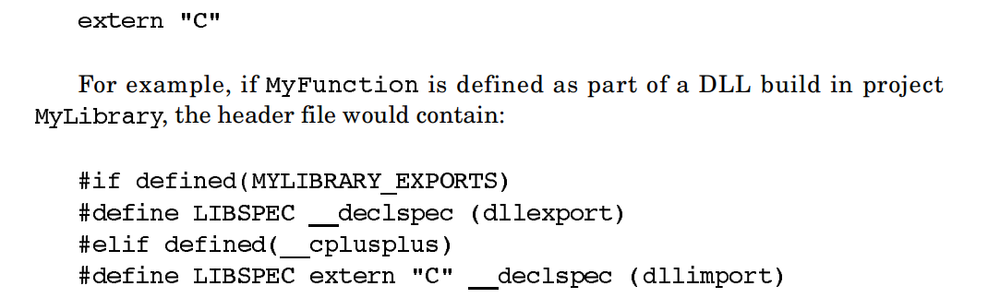 extern "C"
For example, if MyFunction is defined as part of a DLL build in project
MyLibrary, the header file would contain:
#if defined(MYLIBRARY_EXPORTS)
#define LIBSPEC __declspec (dllexport)
#elif defined(__cplusplus)
#define LIBSPEC extern "C" __declspec (dllimport)